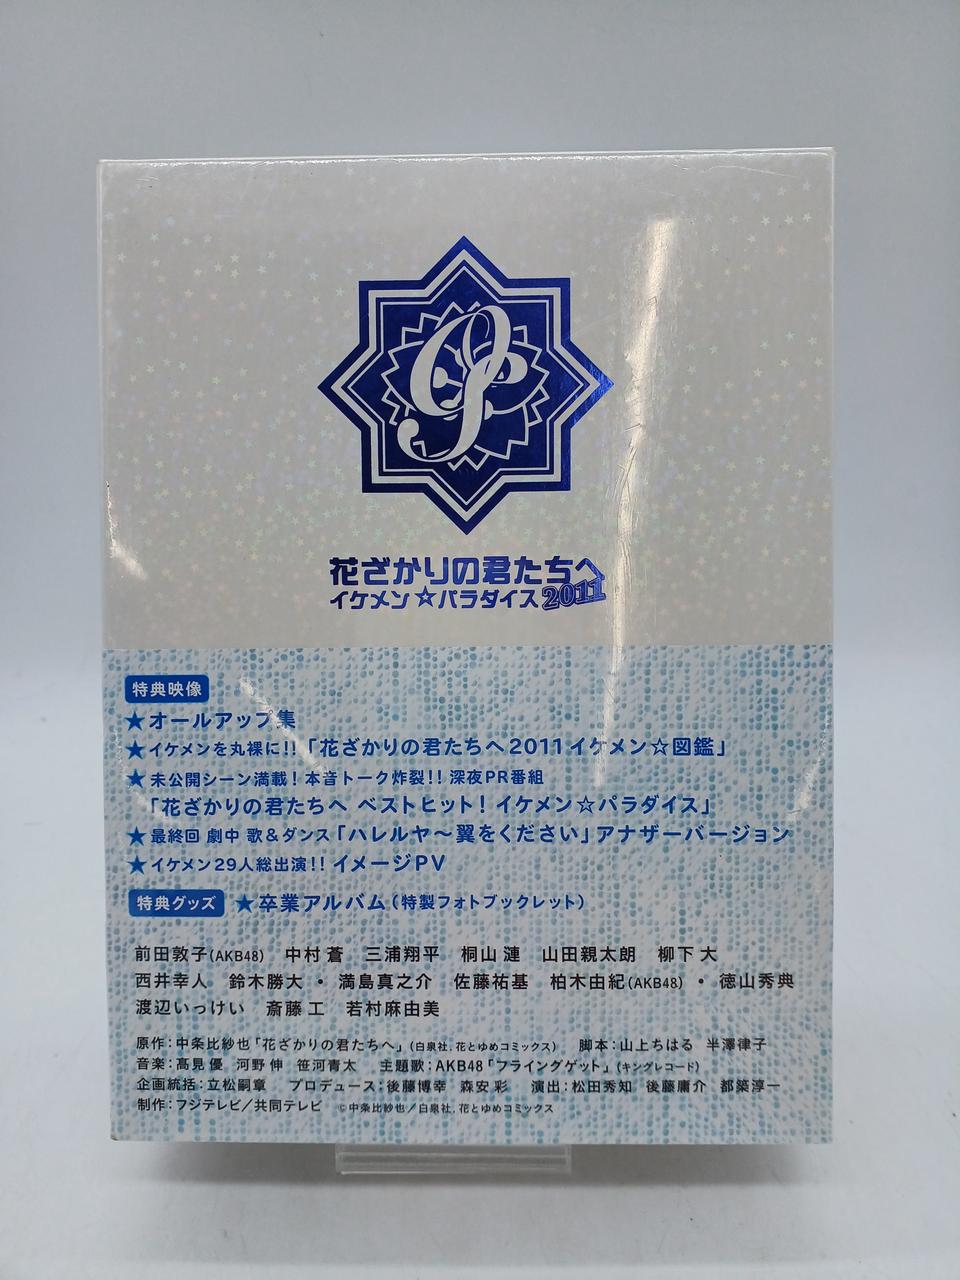 花ざかりの君たちへ
イケメン☆パラダイス2011
特典映像
★オールアップ集
★イケメンを丸裸に!!「花ざかりの君たちへ2011イケメン☆図鑑」
★未公開シーン満載!本音トーク炸裂!!深夜PR番組
「花ざかりの君たちへ ベストヒット!イケメン☆パラダイス」
★最終回 劇中 歌&ダンス「ハレルヤ〜翼をください」アナザーバージョン
★イケメン29人総出演!!イメージPV
特典グッズ ★卒業アルバム(特製フォトブックレット)
前田敦子(AKB48) 中村 蒼 三浦翔平 桐山 漣 山田親太朗 柳下 大
西井幸人 鈴木勝大・満島真之介 佐藤祐基 柏木由紀(AKB48)・徳山秀典
渡辺いっけい 斎藤 工 若村麻由美
原作:中条比紗也「花ざかりの君たちへ」(白泉社.花とゆめコミックス) 脚本:山上ちはる 半澤律子
音楽:髙見 優 河野 伸 笹河青太 主題歌:AKB48「フライングゲット」(キングレコード)
企画統括:立松嗣章 プロデュース:後藤博幸 森安 彩 演出:松田秀知 後藤庸介 都築淳一
制作:フジテレビ/共同テレビ ©中条比紗也/白泉社.花とゆめコミックス